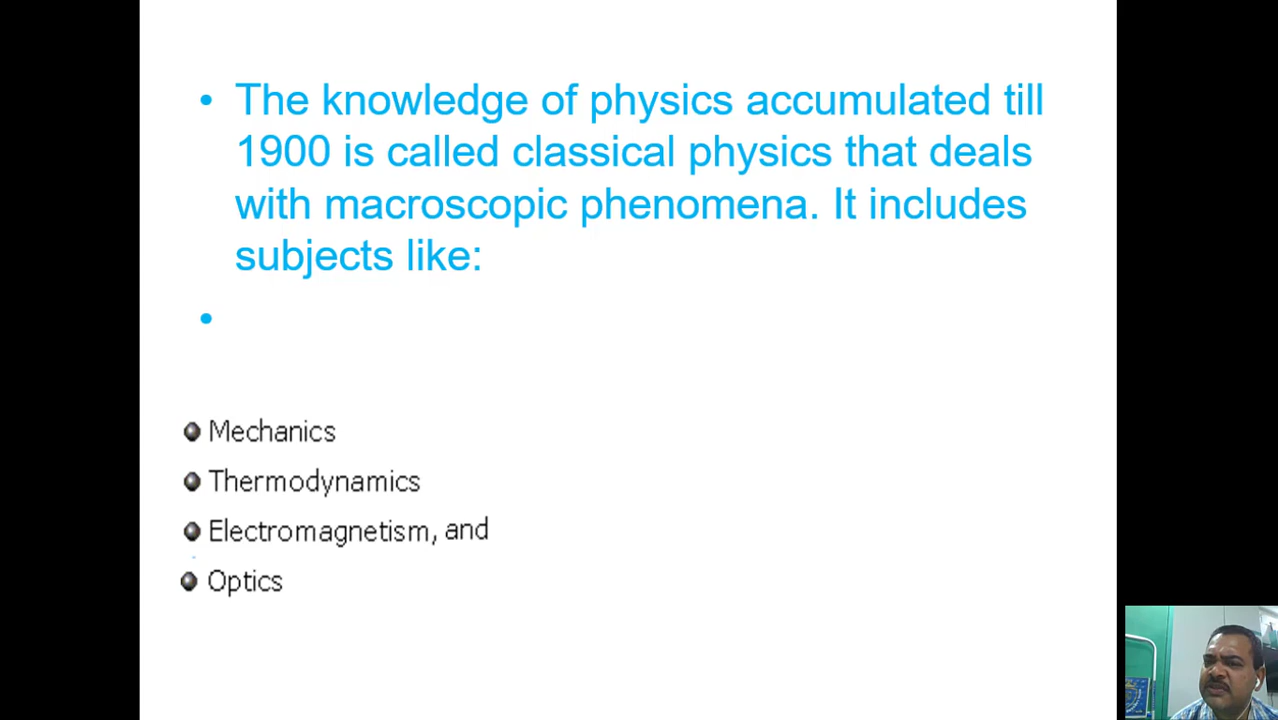 • The knowledge of physics accumulated till
1900 is called classical physics that deals
with macroscopic phenomena. It includes
subjects like:
•
Mechanics
Thermodynamics
Electromagnetism, and
Optics